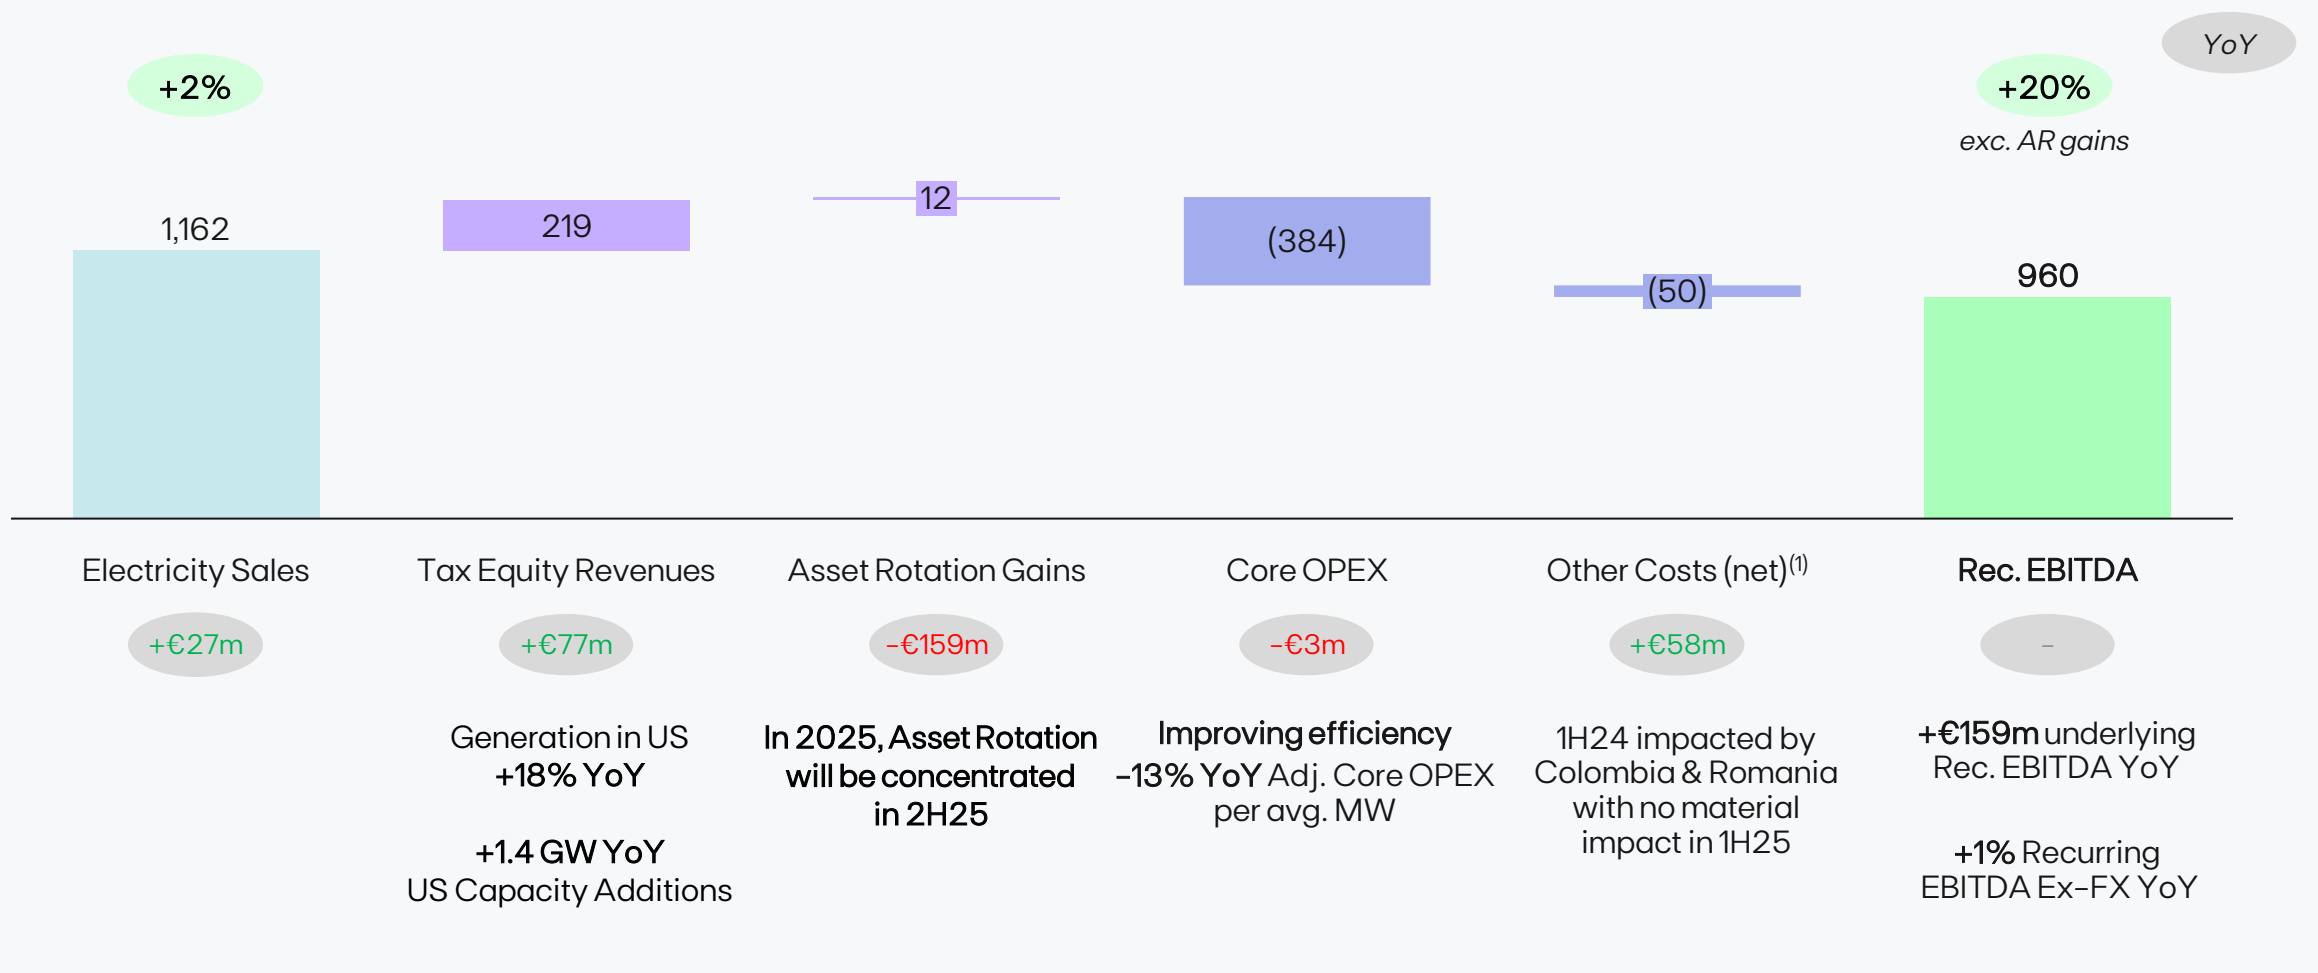 YoY
+2%
+20%
exc. AR gains
1,162
219
12
(384)
(50)
960
Electricity Sales
Tax Equity Revenues
Asset Rotation Gains
Core OPEX
Other Costs (net)(1)
Rec. EBITDA
+€27m
+€77m
-€159m
-€3m
+€58m
-
Generation in US
+18% YoY
+1.4 GW YoY
US Capacity Additions
In 2025, Asset Rotation
will be concentrated
in 2H25
Improving efficiency
-13% YoY Adj. Core OPEX
per avg. MW
1H24 impacted by
Colombia & Romania
with no material
impact in 1H25
+€159m underlying
Rec. EBITDA YoY
+1% Recurring
EBITDA Ex-FX YoY